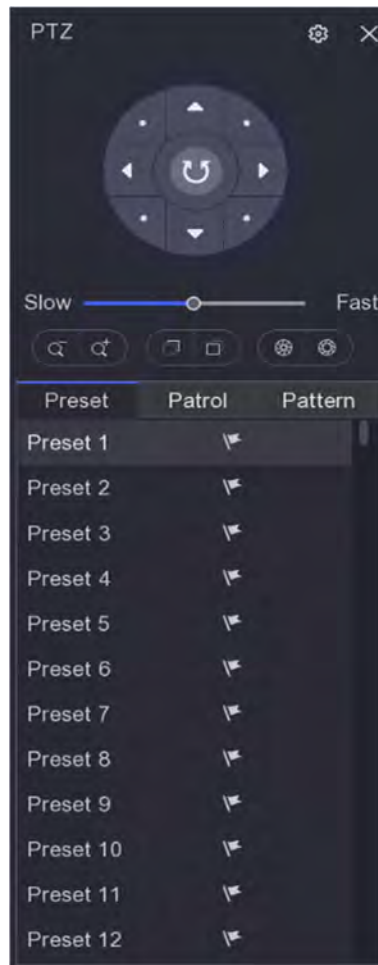 PTZ
Slow Fast
Preset Patrol Pattern
Preset 1
Preset 2
Preset 3
Preset 4
Preset 5
Preset 6
Preset 7
Preset 8
Preset 9
Preset 10
Preset 11
Preset 12